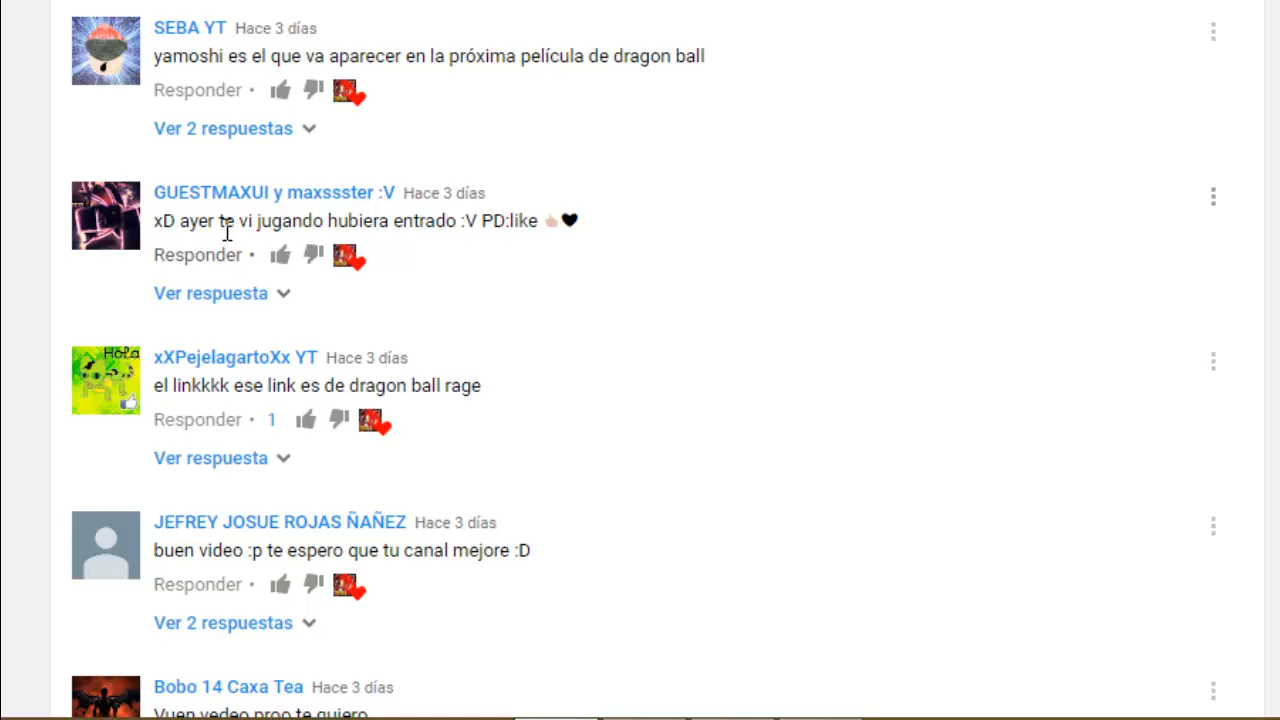 SEBA YT Hace 3 días
yamoshi es el que va aparecer en la próxima película de dragon ball
Responder •
Ver 2 respuestas
GUESTMAXUI y maxsssster :V Hace 3 días
xD ayer te vi jugando hubiera entrado :V PD:like 👆🏻🖤
Responder •
Ver respuesta
Hola
xXPejelagartoXx YT Hace 3 días
el linkkkk ese link es de dragon ball rage
Responder • 1
Ver respuesta
JEFREY JOSUE ROJAS ÑAÑEZ Hace 3 días
buen video :p te espero que tu canal mejore :D
Responder •
Ver 2 respuestas
Bobo 14 Caxa Tea Hace 3 días
Vuen vedeo proo te quiero